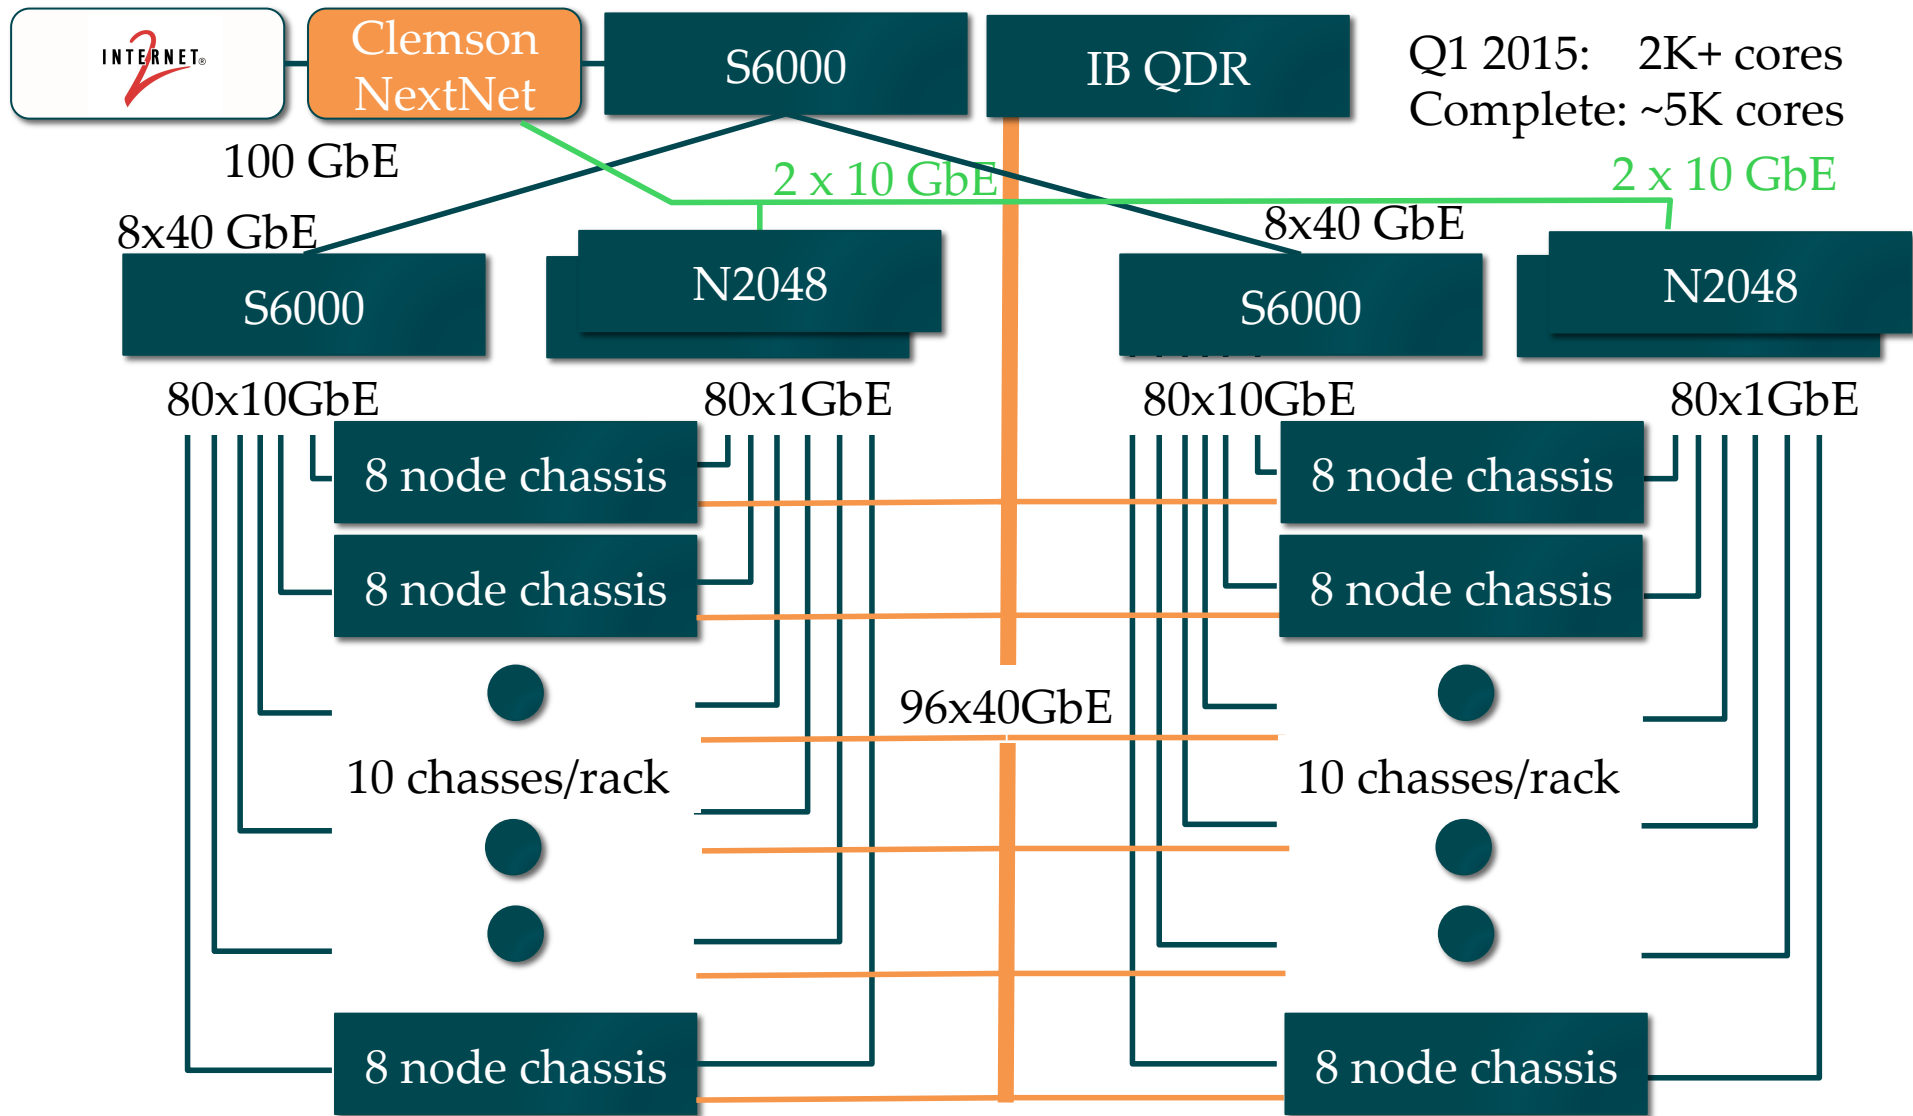 INTERNET®
2
Clemson
NextNet
S6000
IB QDR
Q1 2015: 2K+ cores
Complete: ~5K cores
100 GbE
2 x 10 GbE
2 x 10 GbE
8x40 GbE
8x40 GbE
S6000
N2048
S6000
N2048
80x10GbE
80x1GbE
80x10GbE
80x1GbE
8 node chassis
8 node chassis
8 node chassis
8 node chassis
96x40GbE
10 chasses/rack
10 chasses/rack
8 node chassis
8 node chassis